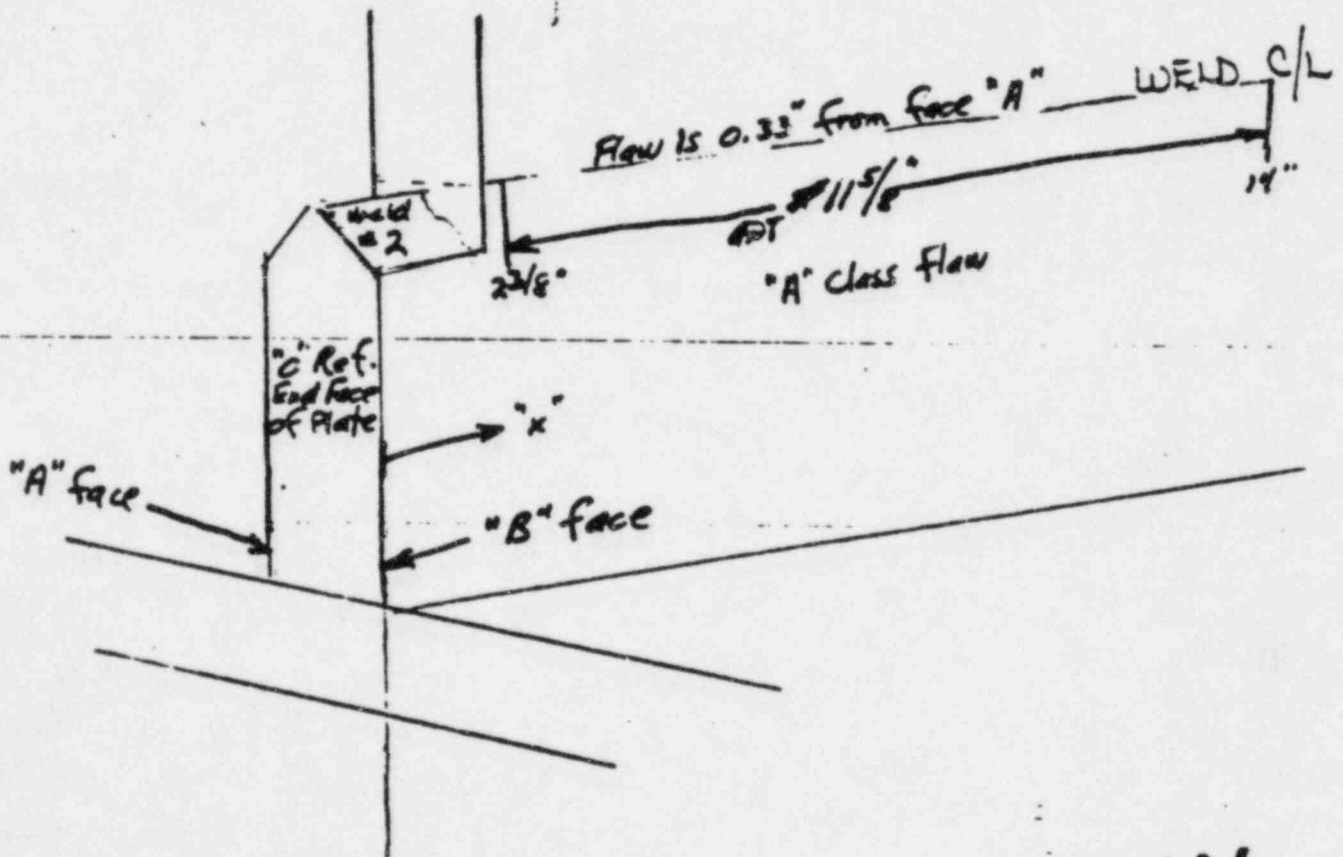 WELD C/L
Flaw is 0.33" from face "A"
11 5/8"
14"
Weld
# 2
2 3/8"
"A" Class Flaw
"C" Ref.
End Face
of Plate
"X"
"A" face
"B" face